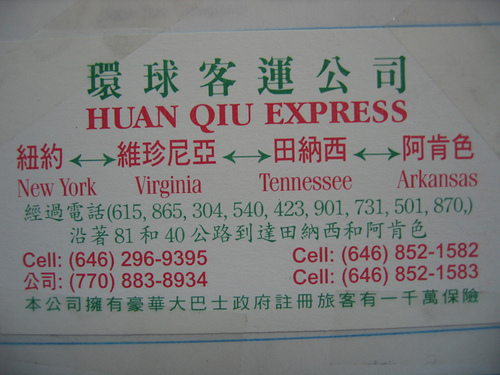 環球客運公司
HUAN QIU EXPRESS
紐約 ↔ 維珍尼亞 ↔ 田納西 ↔ 阿肯色
New York Virginia Tennessee Arkansas
經過電話(615, 865, 304, 540, 423, 901, 731, 501, 870,)
沿著 81 和 40 公路到達田納西和阿肯色
Cell: (646) 296-9395 Cell: (646) 852-1582
公司: (770) 883-8934 Cell: (646) 852-1583
本公司擁有豪華大巴士政府註冊旅客有一千萬保險